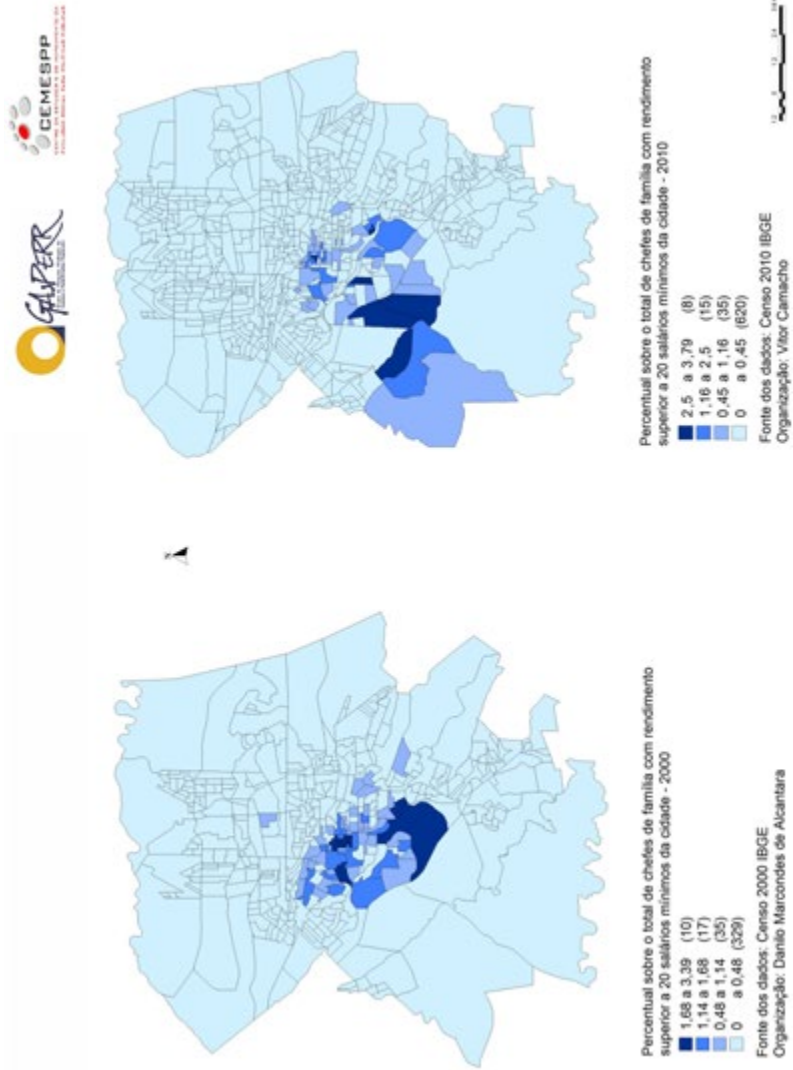 GAsPERR
CEMESPP
Percentual sobre o total de chefes de família com rendimento
superior a 20 salários mínimos da cidade - 2000
1,68 a 3,39 (10)
1,14 a 1,68 (17)
0,48 a 1,14 (35)
0 a 0,48 (329)
Fonte dos dados: Censo 2000 IBGE
Organização: Danilo Marcondes de Alcantara
Percentual sobre o total de chefes de família com rendimento
superior a 20 salários mínimos da cidade - 2010
2,5 a 3,79 (8)
1,16 a 2,5 (15)
0,45 a 1,16 (35)
0 a 0,45 (620)
Fonte dos dados: Censo 2010 IBGE
Organização: Vitor Camacho